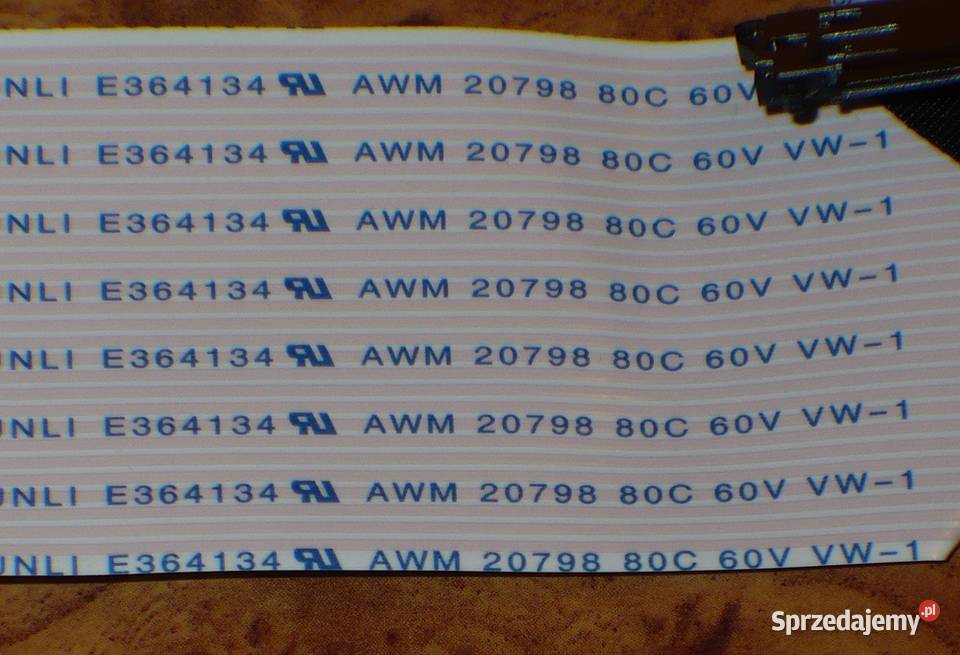 NLI E364134 AWM 20798 80C 60V
NLI E364134 AWM 20798 80C 60V VW-1
NLI E364134 AWM 20798 80C 60V VW-1
NLI E364134 AWM 20798 80C 60V VW-1
NLI E364134 AWM 20798 80C 60V VW-1
UNLI E364134 AWM 20798 80C 60V VW-1
UNLI E364134 AWM 20798 80C 60V VW-1
UNLI E364134 AWM 20798 80C 60V VW-1
Sprzedajemy.pl